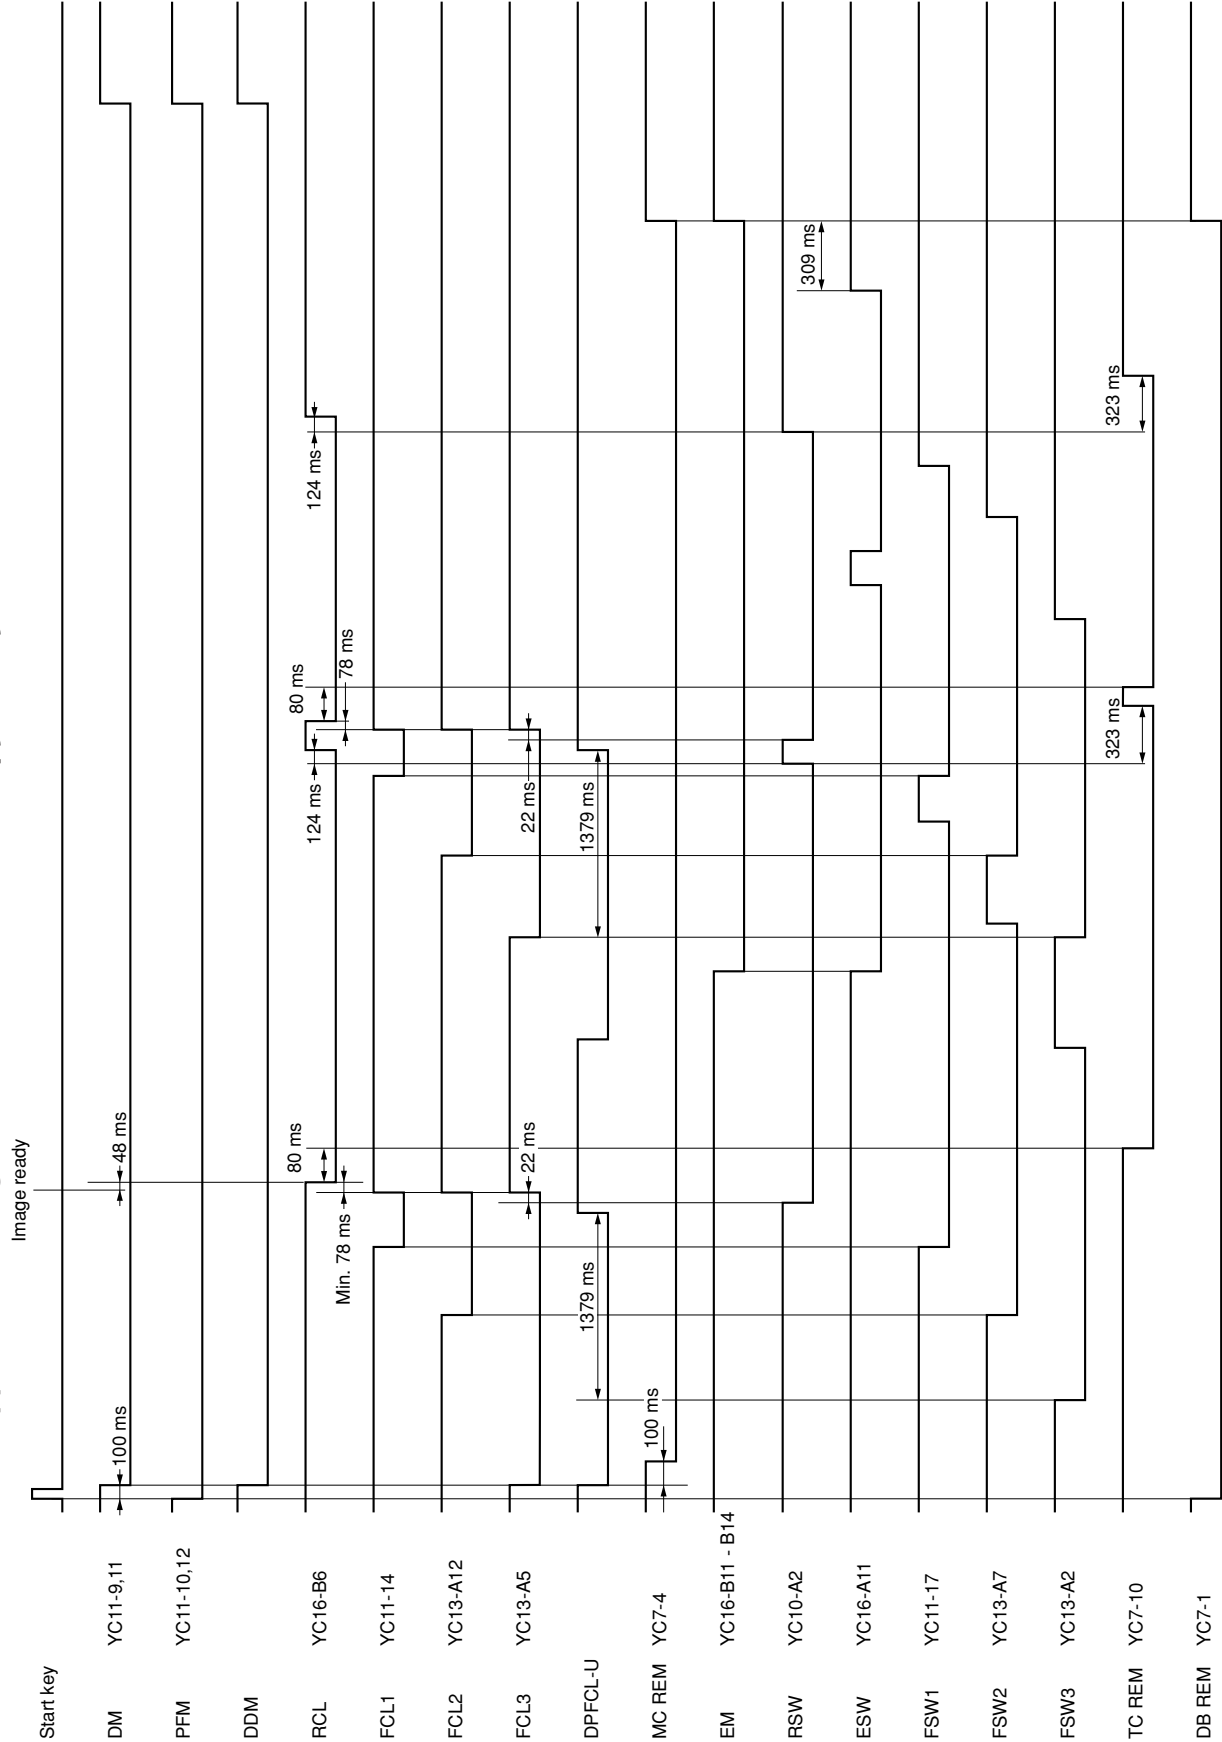 Image ready
Start key
DM YC11-9,11
100 ms
48 ms
PFM YC11-10,12
DDM
RCL YC16-B6
80 ms
124 ms
80 ms
124 ms
Min. 78 ms
78 ms
FCL1 YC11-14
FCL2 YC13-A12
FCL3 YC13-A5
22 ms
22 ms
DPFCL-U
1379 ms
1379 ms
MC REM YC7-4
100 ms
EM YC16-B11 - B14
RSW YC10-A2
309 ms
ESW YC16-A11
FSW1 YC11-17
FSW2 YC13-A7
FSW3 YC13-A2
TC REM YC7-10
323 ms
323 ms
DB REM YC7-1